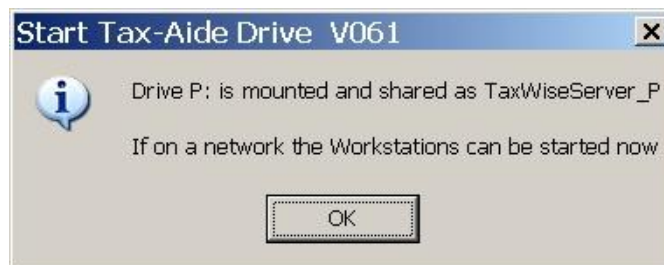 Start Tax-Aide Drive V061
Drive P: is mounted and shared as TaxWiseServer_P
If on a network the Workstations can be started now
OK